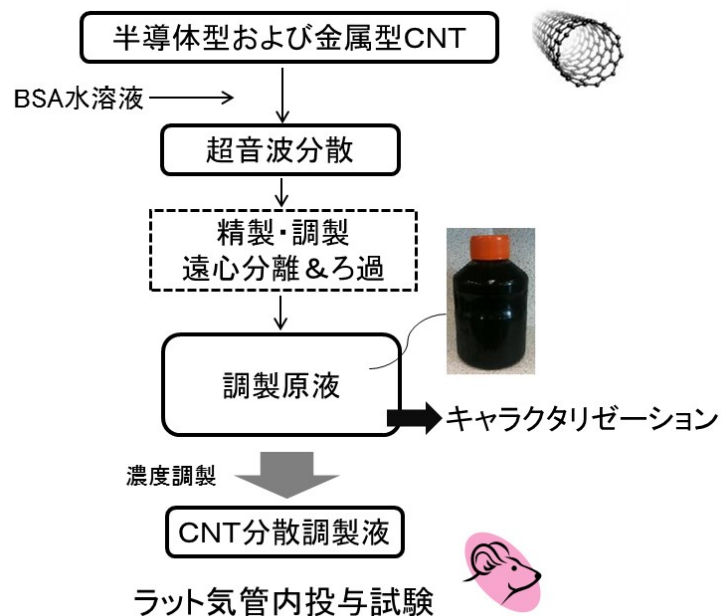 半導体型および金属型CNT
BSA水溶液
超音波分散
精製・調製
遠心分離&ろ過
調製原液
キャラクタリゼーション
濃度調製
CNT分散調製液
ラット気管内投与試験